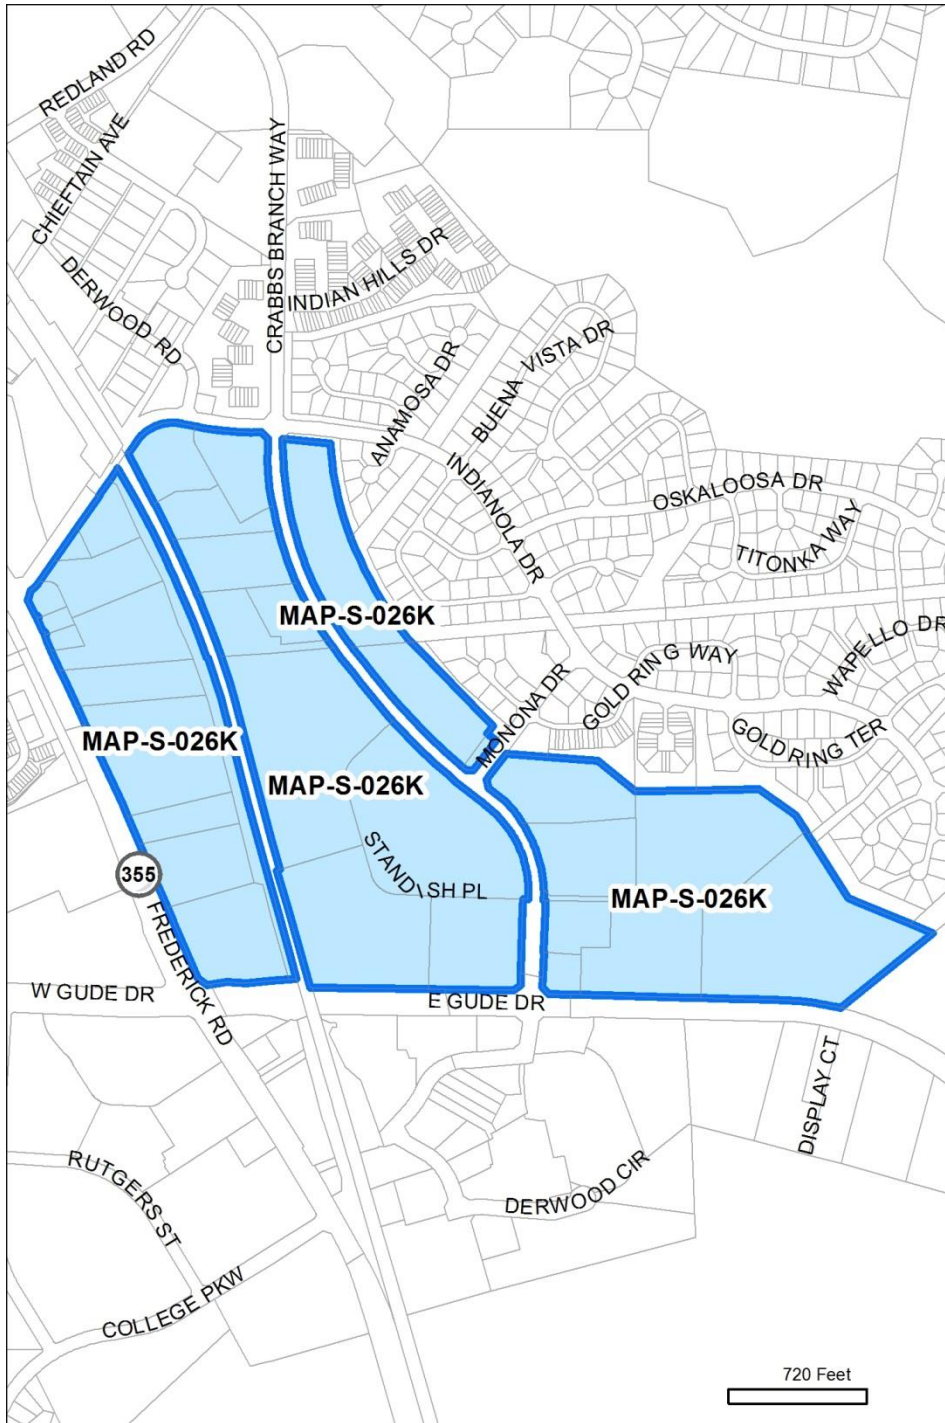 REDLAND RD
CHIEFTAIN AVE
CRABBS BRANCH WAY
INDIAN HILLS DR
DERWOOD RD
ANAMOSA DR
BUENA VISTA DR
INDIANOLA DR
OSKALOOSA DR
TITONKA WAY
MAP-S-026K
WAPELLO DR
GOLD RING WAY
MONONA DR
GOLD RING TER
MAP-S-026K
MAP-S-026K
STANDISH PL
355
MAP-S-026K
FREDERICK RD
W GUDE DR
E GUDE DR
DISPLAY CT
RUTGERS ST
DERWOOD CIR
COLLEGE PKW
720 Feet